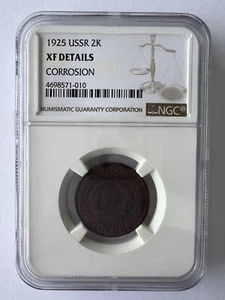 1925 USSR 2K
XF DETAILS
CORROSION
4698571-010
NUMISMATIC GUARANTY CORPORATION
NGC®